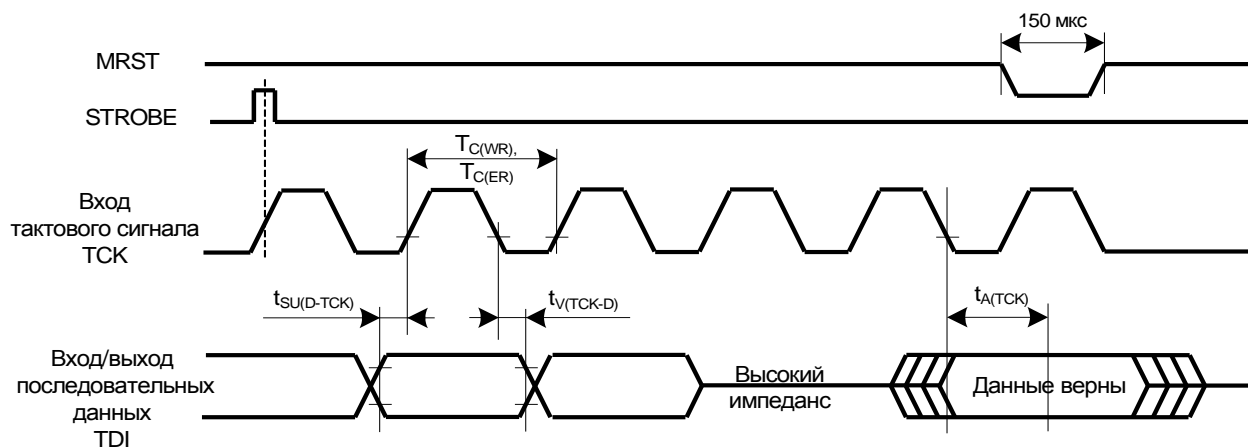 150 мкс
MRST
STROBE
TC(WR),
TC(ER)
Вход
тактового сигнала
TCK
tSU(D-TCK)
tV(TCK-D)
tA(TCK)
Вход/выход
последовательных
данных
TDI
Высокий
импеданс
Данные верны